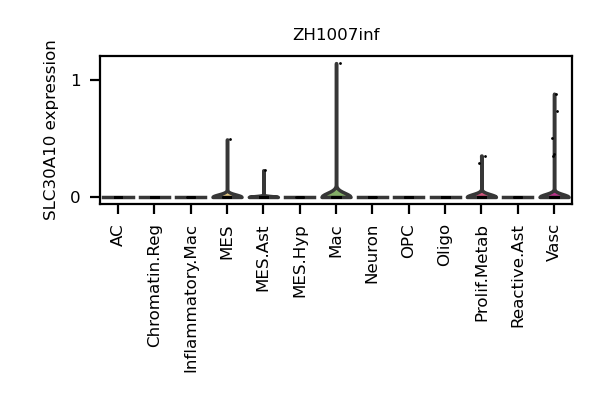 ZH1007inf
SLC30A10 expression
1
0
AC
Chromatin.Reg
Inflammatory.Mac
MES
MES.Ast
MES.Hyp
Mac
Neuron
OPC
Oligo
Prolif.Metab
Reactive.Ast
Vasc